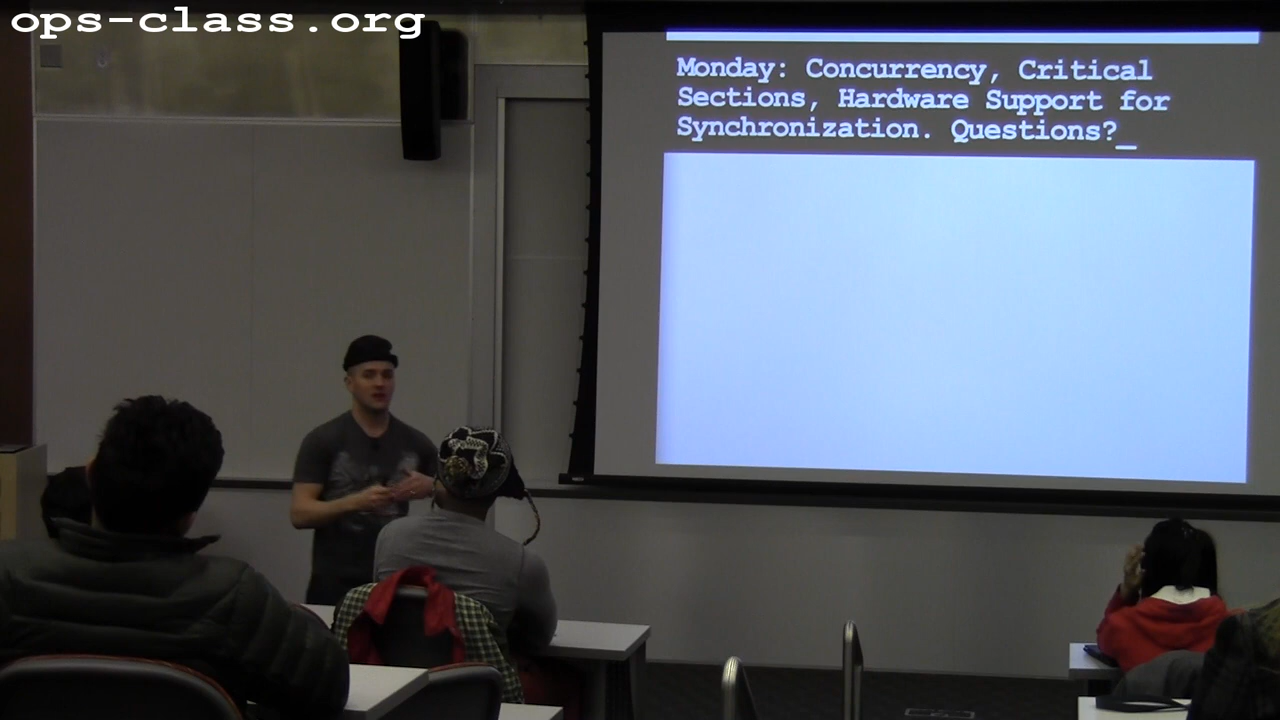 ops-class.org
Monday: Concurrency, Critical
Sections, Hardware Support for
Synchronization. Questions?_